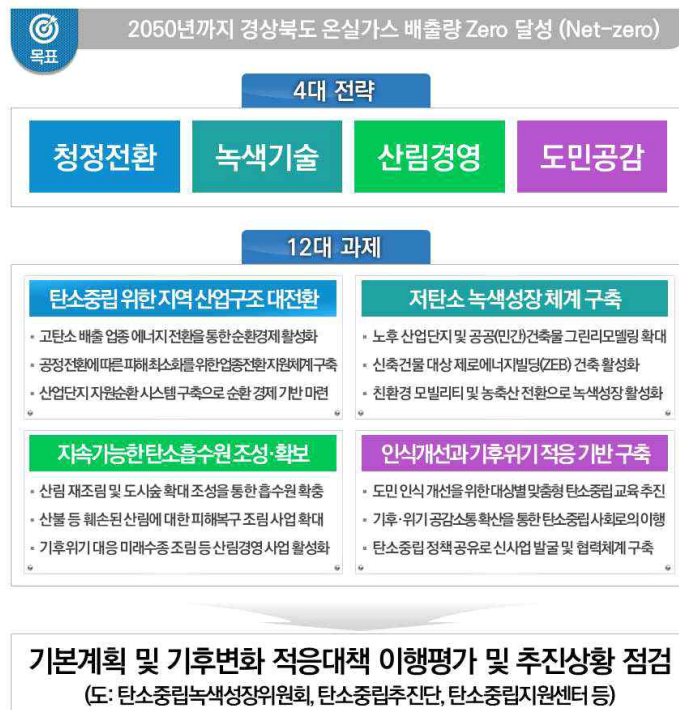 목표
2050년까지 경상북도 온실가스 배출량 Zero 달성 (Net-zero)
4대 전략
청정전환
녹색기술
산림경영
도민공감
12대 과제
탄소중립 위한 지역 산업구조 대전환
• 고탄소 배출 업종 에너지 전환을 통한 순환경제 활성화
• 공정 전환에 따른 피해 최소화를 위한 업종전환 지원체계 구축
• 산업단지 자원순환 시스템 구축으로 순환 경제 기반 마련
저탄소 녹색성장 체계 구축
• 노후 산업단지 및 공공(민간)건축물 그린리모델링 확대
• 신축건물 대상 제로에너지빌딩(ZEB) 건축 활성화
• 친환경 모빌리티 및 농축산 전환으로 녹색성장 활성화
지속가능한 탄소흡수원 조성·확보
• 산림 재조림 및 도시숲 확대 조성을 통한 흡수원 확충
• 산불 등 훼손된 산림에 대한 피해복구 조림 사업 확대
• 기후위기 대응 미래수종 조림 등 산림경영 사업 활성화
인식개선과 기후위기 적응 기반 구축
• 도민 인식 개선을 위한 대상별 맞춤형 탄소중립 교육 추진
• 기후·위기 공감소통 확산을 통한 탄소중립 사회로의 이행
• 탄소중립 정책 공유로 신사업 발굴 및 협력체계 구축
기본계획 및 기후변화 적응대책 이행평가 및 추진상황 점검
(도: 탄소중립녹색성장위원회, 탄소중립추진단, 탄소중립지원센터 등)